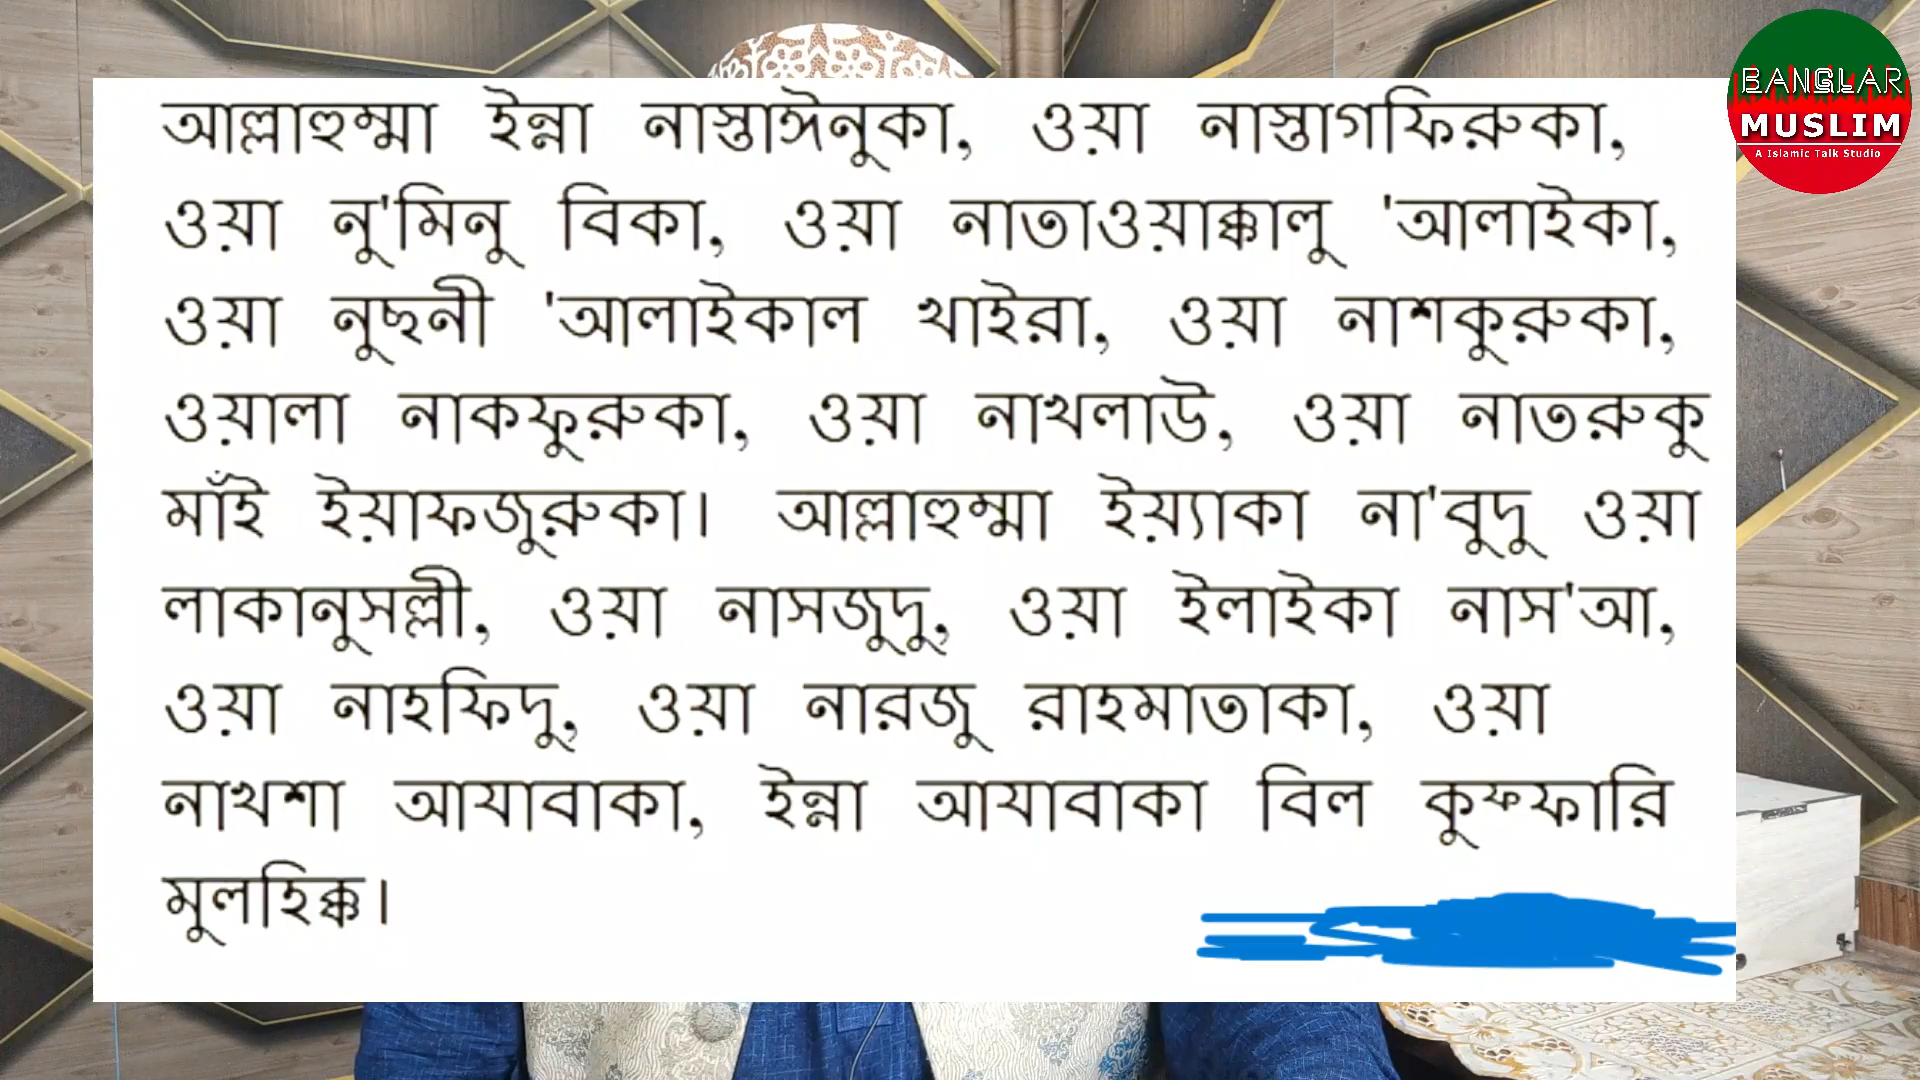 আল্লাহুম্মা ইন্না নাস্তাঈনুকা, ওয়া নাস্তাগফিরুকা,
ওয়া নু'মিনু বিকা, ওয়া নাতাওয়াক্কালু 'আলাইকা,
ওয়া নুছনী 'আলাইকাল খাইরা, ওয়া নাশকুরুকা,
ওয়ালা নাকফুরুকা, ওয়া নাখলাউ, ওয়া নাতরুকু
মাঁই ইয়াফজুরুকা। আল্লাহুম্মা ইয়্যাকা না'বুদু ওয়া
লাকানুসল্লী, ওয়া নাসজুদু, ওয়া ইলাইকা নাস'আ,
ওয়া নাহফিদু, ওয়া নারজু রাহমাতাকা, ওয়া
নাখশা আযাবাকা, ইন্না আযাবাকা বিল কুফ্ফারি
মুলহিক্ক।
BANGLAR
MUSLIM
A Islamic Talk Studio